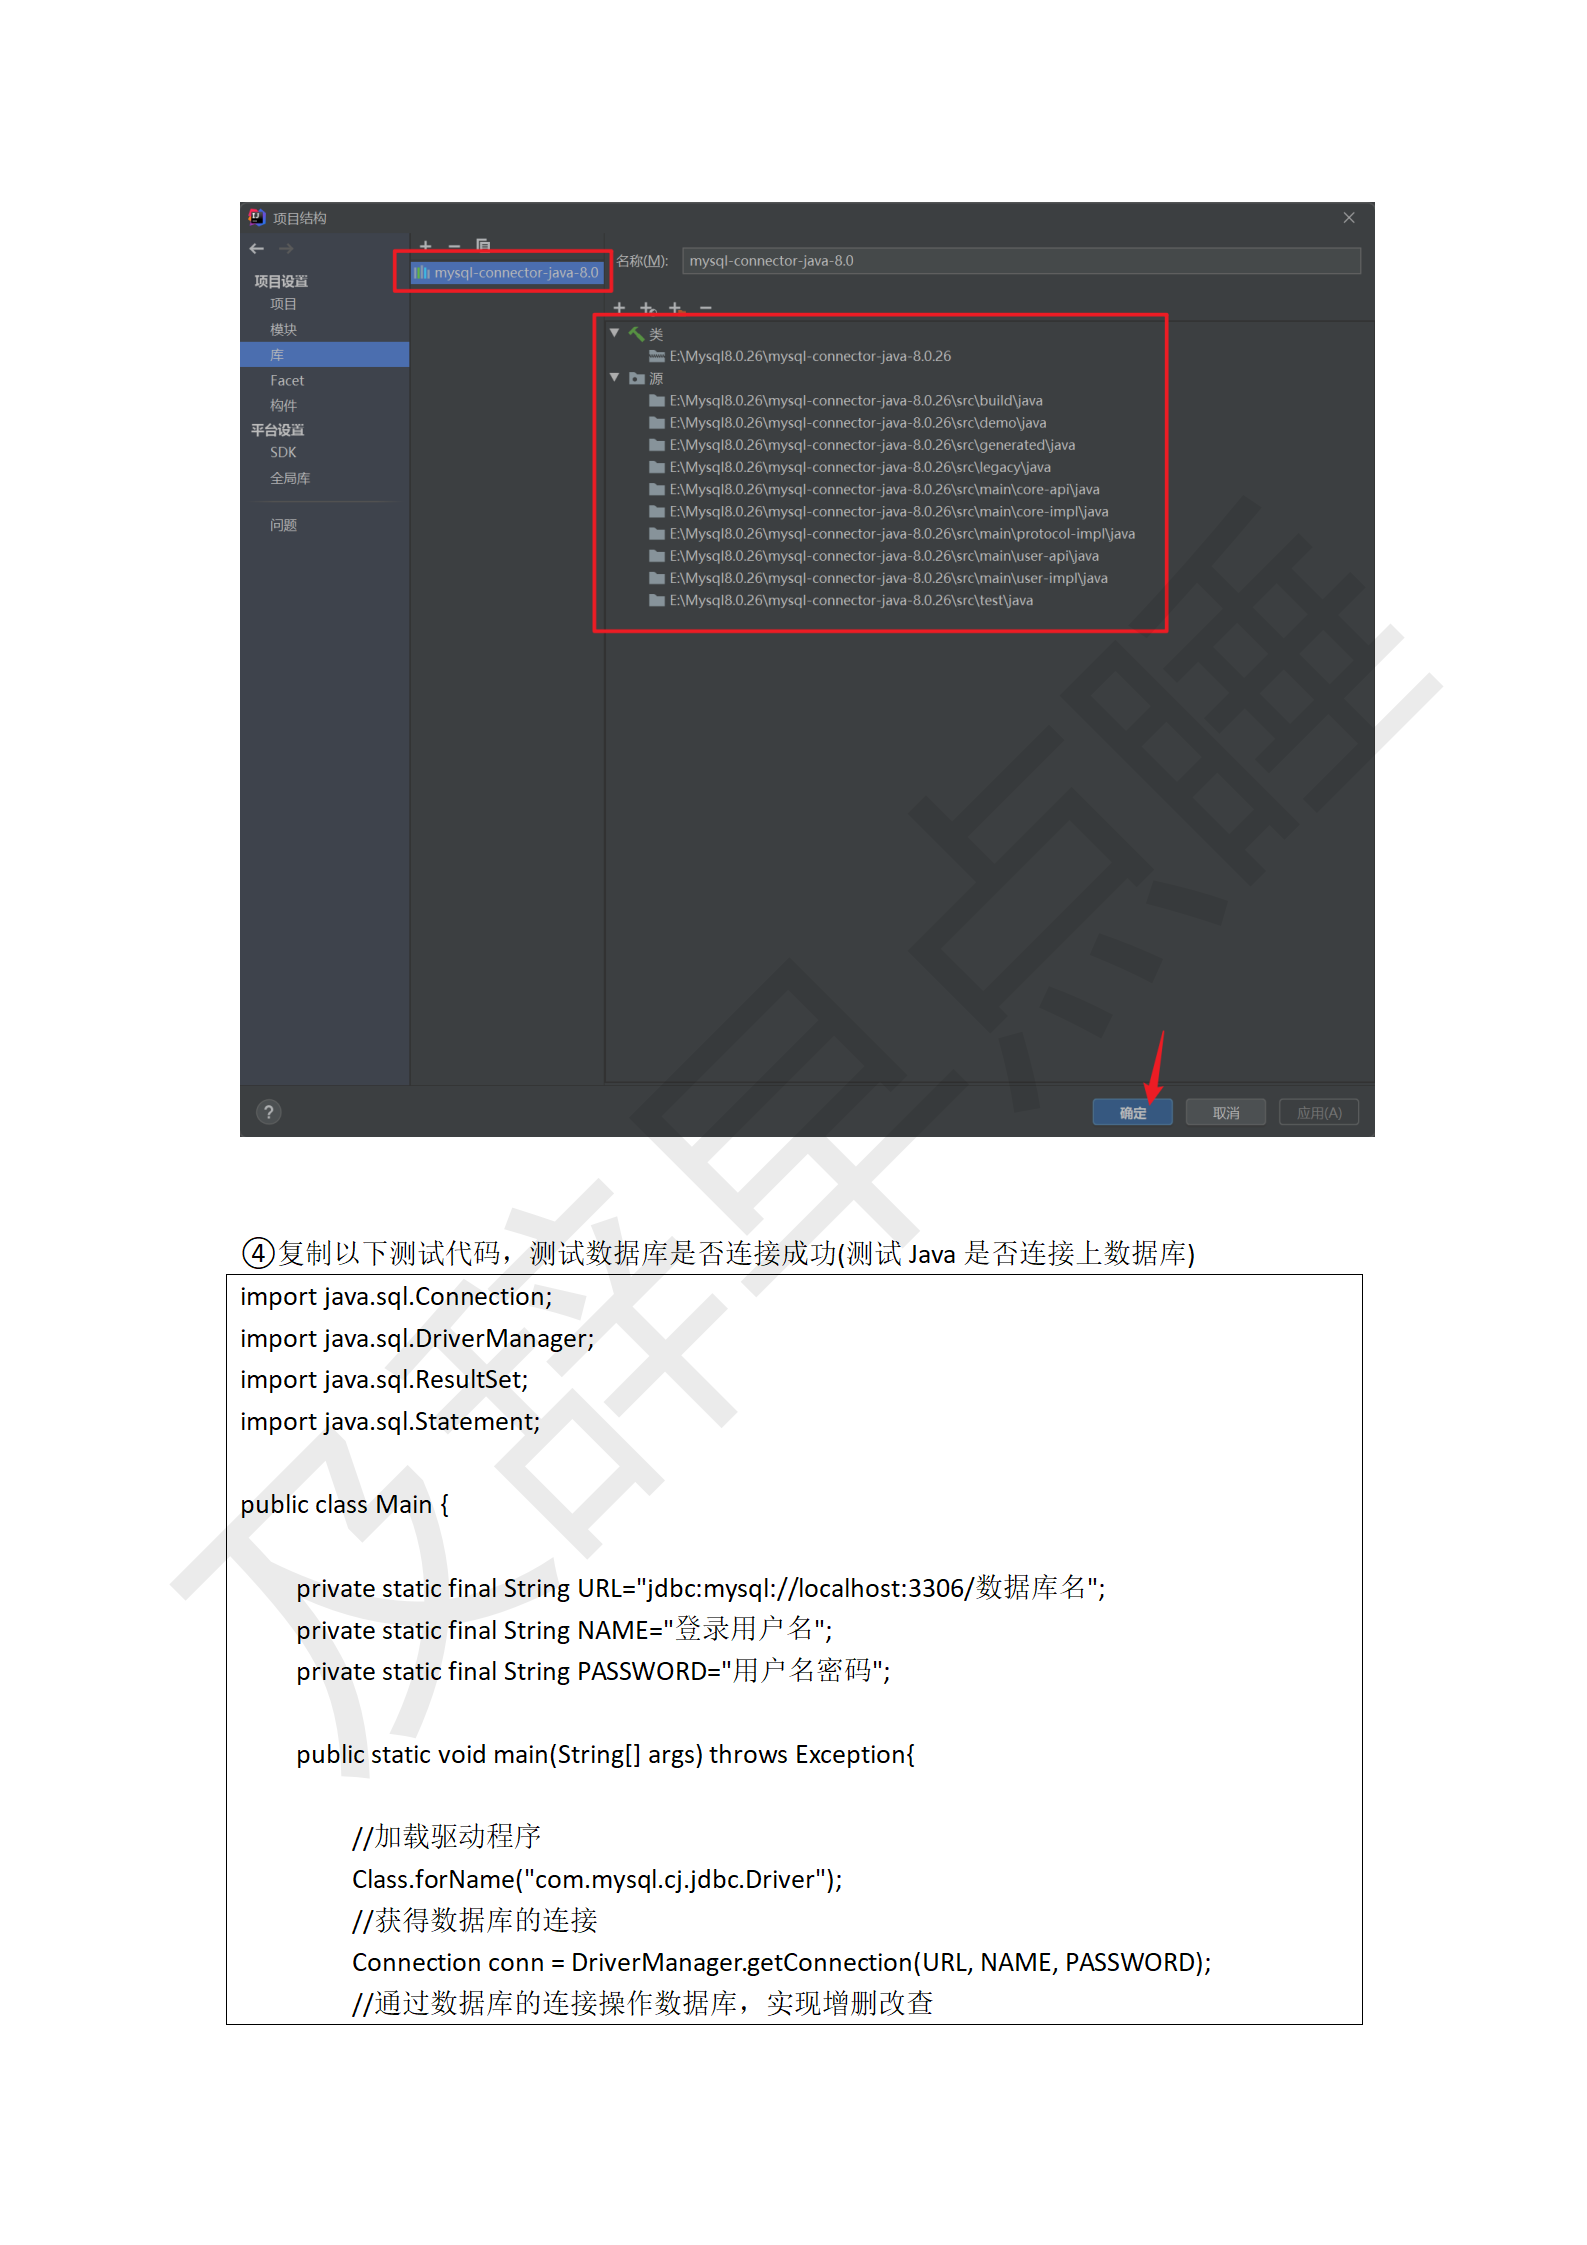 项目结构
项目设置
项目
模块
库
Facet
构件
平台设置
SDK
全局库
问题
mysql-connector-java-8.0
名称(M):
mysql-connector-java-8.0
类
E:\Mysql8.0.26\mysql-connector-java-8.0.26
源
E:\Mysql8.0.26\mysql-connector-java-8.0.26\src\build\java
E:\Mysql8.0.26\mysql-connector-java-8.0.26\src\demo\java
E:\Mysql8.0.26\mysql-connector-java-8.0.26\src\generated\java
E:\Mysql8.0.26\mysql-connector-java-8.0.26\src\legacy\java
E:\Mysql8.0.26\mysql-connector-java-8.0.26\src\main\core-api\java
E:\Mysql8.0.26\mysql-connector-java-8.0.26\src\main\core-impl\java
E:\Mysql8.0.26\mysql-connector-java-8.0.26\src\main\protocol-impl\java
E:\Mysql8.0.26\mysql-connector-java-8.0.26\src\main\user-api\java
E:\Mysql8.0.26\mysql-connector-java-8.0.26\src\main\user-impl\java
E:\Mysql8.0.26\mysql-connector-java-8.0.26\src\test\java
?
确定
取消
应用(A)
④复制以下测试代码，测试数据库是否连接成功(测试 Java 是否连接上数据库)
import java.sql.Connection;
import java.sql.DriverManager;
import java.sql.ResultSet;
import java.sql.Statement;
public class Main {
private static final String URL="jdbc:mysql://localhost:3306/数据库名";
private static final String NAME="登录用户名";
private static final String PASSWORD="用户名密码";
public static void main(String[] args) throws Exception{
//加载驱动程序
Class.forName("com.mysql.cj.jdbc.Driver");
//获得数据库的连接
Connection conn = DriverManager.getConnection(URL, NAME, PASSWORD);
//通过数据库的连接操作数据库，实现增删改查
及辞早点睡